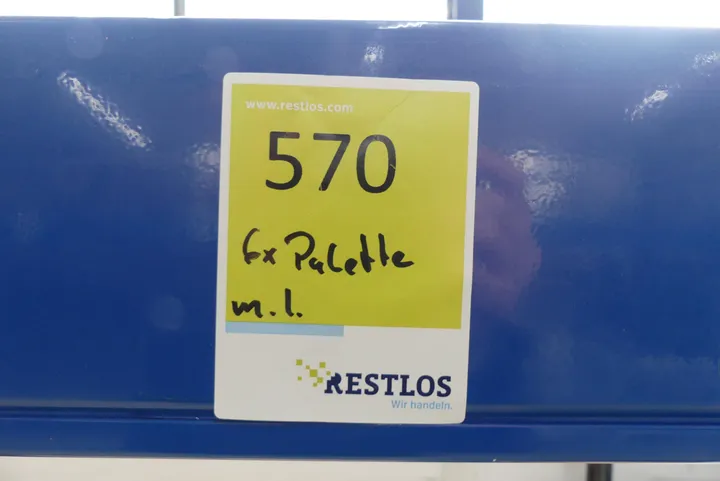 www.restlos.com
570
6x Palette
m.l.
RESTLOS
Wir handeln.